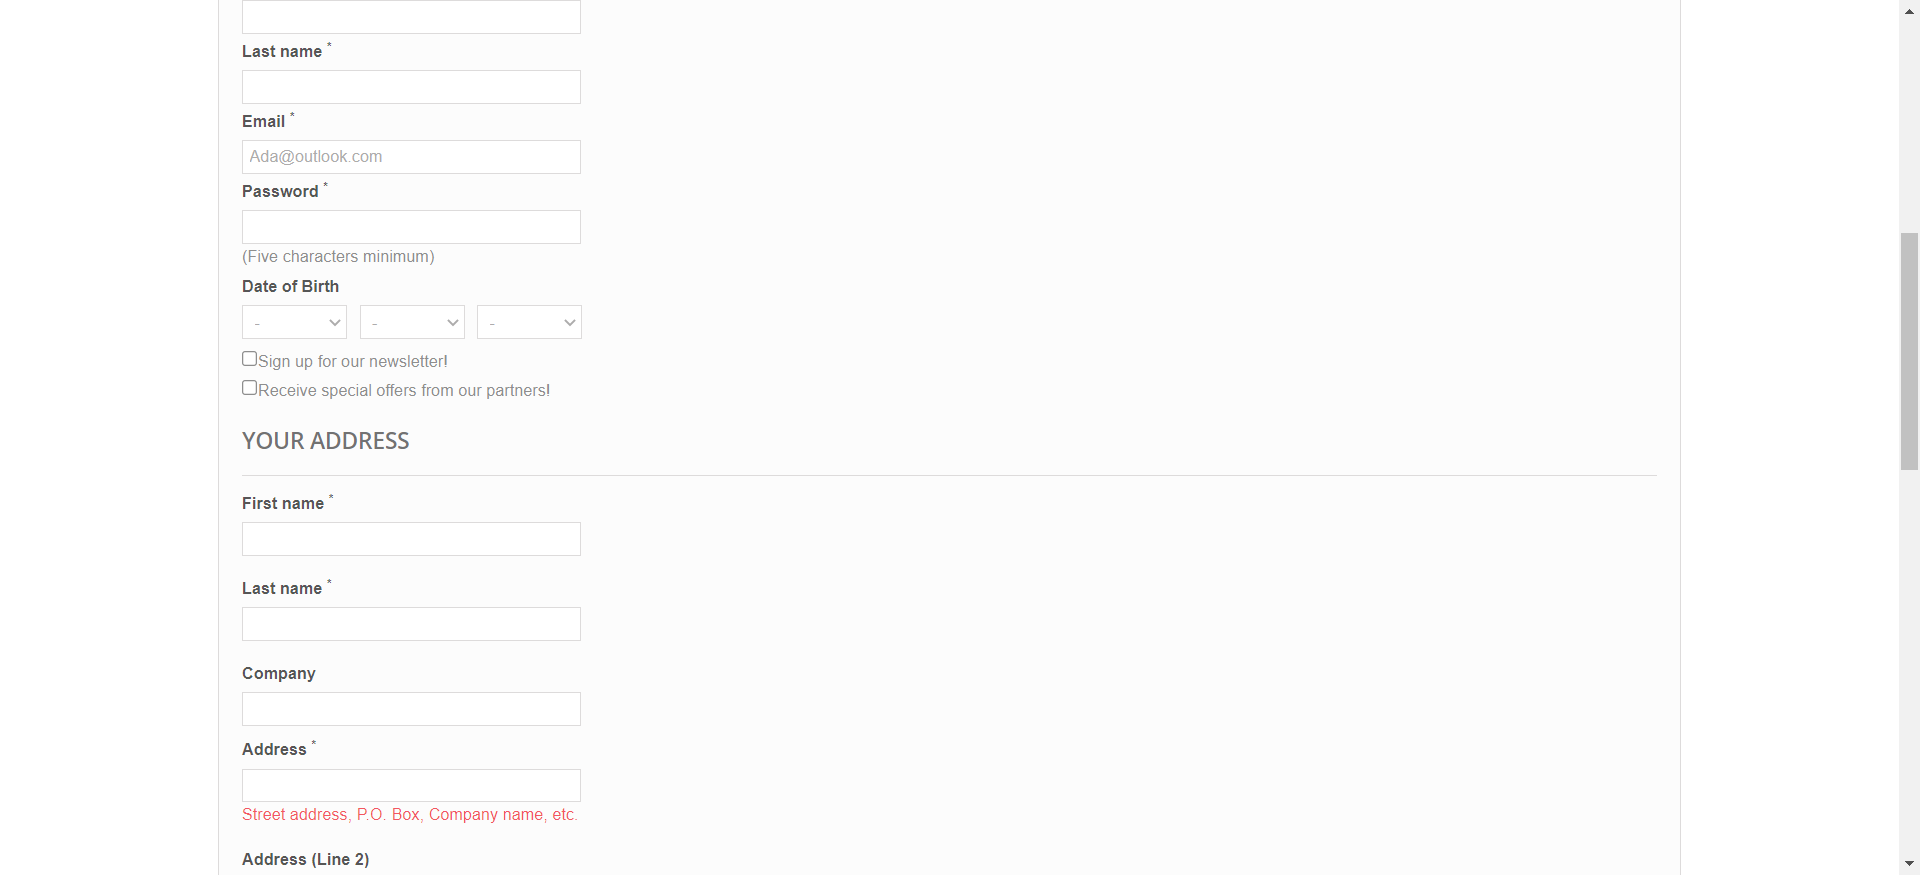 Last name *
Email *
Ada@outlook.com
Password *
(Five characters minimum)
Date of Birth
- - -
Sign up for our newsletter!
Receive special offers from our partners!
YOUR ADDRESS
First name *
Last name *
Company
Address *
Street address, P.O. Box, Company name, etc.
Address (Line 2)